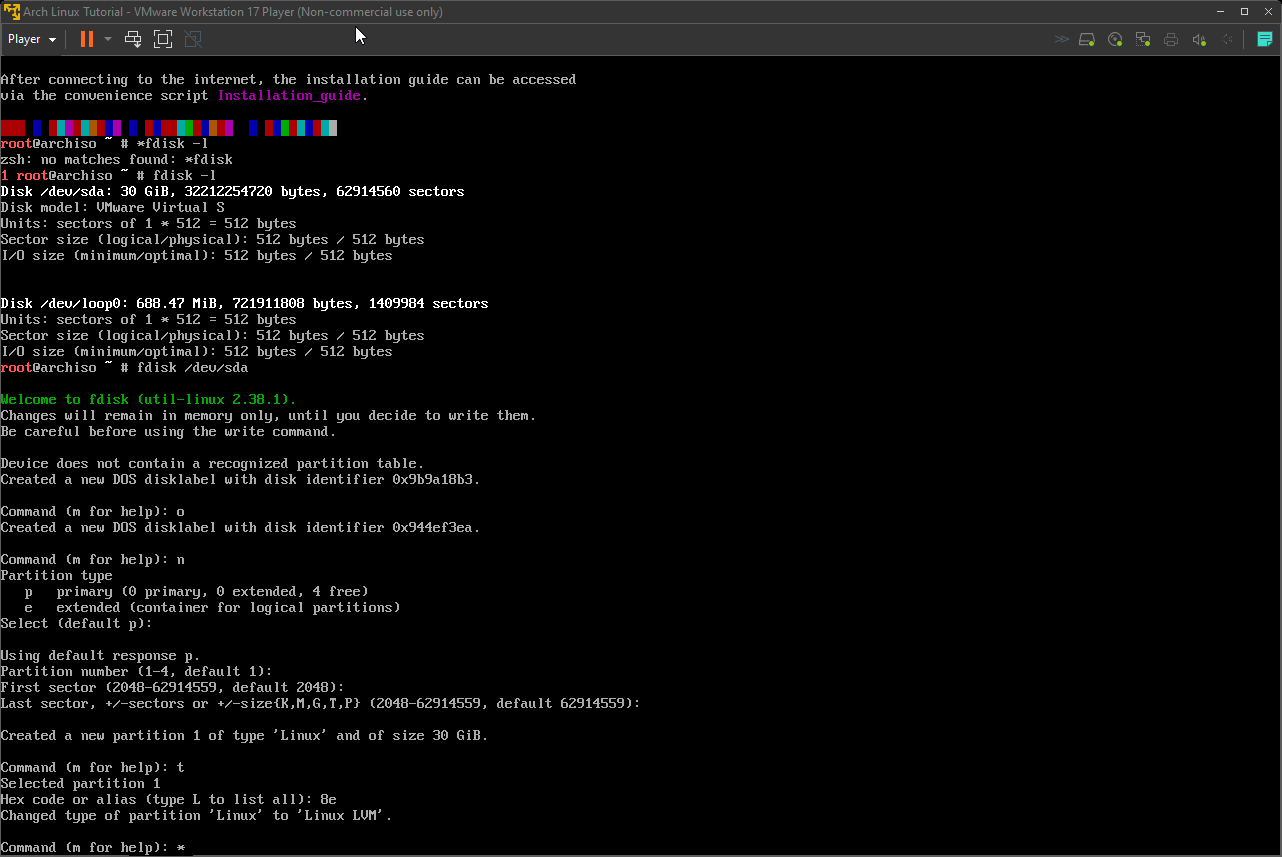 Arch Linux Tutorial - VMware Workstation 17 Player (Non-commercial use only)
Player
After connecting to the internet, the installation guide can be accessed
via the convenience script Installation_guide.
root@archiso ~ # *fdisk -l
zsh: no matches found: *fdisk
1 root@archiso ~ # fdisk -l
Disk /dev/sda: 30 GiB, 32212254720 bytes, 62914560 sectors
Disk model: VMware Virtual S
Units: sectors of 1 * 512 = 512 bytes
Sector size (logical/physical): 512 bytes / 512 bytes
I/O size (minimum/optimal): 512 bytes / 512 bytes
Disk /dev/loop0: 688.47 MiB, 721911808 bytes, 1409984 sectors
Units: sectors of 1 * 512 = 512 bytes
Sector size (logical/physical): 512 bytes / 512 bytes
I/O size (minimum/optimal): 512 bytes / 512 bytes
root@archiso ~ # fdisk /dev/sda
Welcome to fdisk (util-linux 2.38.1).
Changes will remain in memory only, until you decide to write them.
Be careful before using the write command.
Device does not contain a recognized partition table.
Created a new DOS disklabel with disk identifier 0x9b9a18b3.
Command (m for help): o
Created a new DOS disklabel with disk identifier 0x944ef3ea.
Command (m for help): n
Partition type
p   primary (0 primary, 0 extended, 4 free)
e   extended (container for logical partitions)
Select (default p):
Using default response p.
Partition number (1-4, default 1):
First sector (2048-62914559, default 2048):
Last sector, +/-sectors or +/-size{K,M,G,T,P} (2048-62914559, default 62914559):
Created a new partition 1 of type 'Linux' and of size 30 GiB.
Command (m for help): t
Selected partition 1
Hex code or alias (type L to list all): 8e
Changed type of partition 'Linux' to 'Linux LVM'.
Command (m for help): *